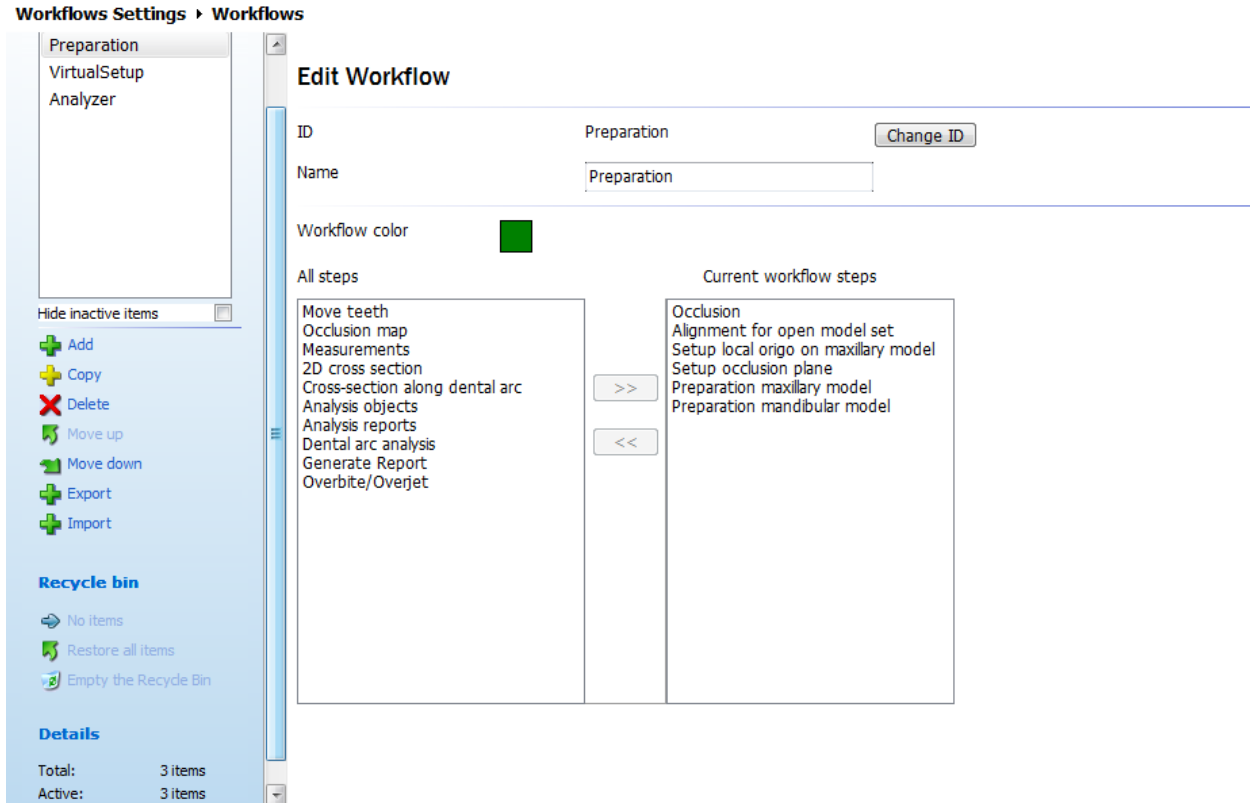 Workflows Settings ▸ Workflows
Preparation
VirtualSetup
Analyzer
Hide inactive items
Add
Copy
Delete
Move up
Move down
Export
Import
Recycle bin
No items
Restore all items
Empty the Recycle Bin
Details
Total: 3 items
Active: 3 items
Edit Workflow
ID Preparation Change ID
Name Preparation
Workflow color
All steps
Move teeth
Occlusion map
Measurements
2D cross section
Cross-section along dental arc
Analysis objects
Analysis reports
Dental arc analysis
Generate Report
Overbite/Overjet
>>
<<
Current workflow steps
Occlusion
Alignment for open model set
Setup local origo on maxillary model
Setup occlusion plane
Preparation maxillary model
Preparation mandibular model